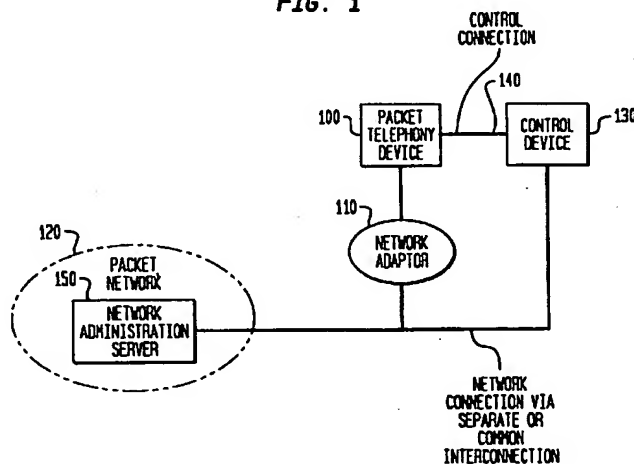 FIG. 1
CONTROL
CONNECTION
140
100
PACKET
TELEPHONY
DEVICE
CONTROL
DEVICE
130
110
NETWORK
ADAPTOR
120
PACKET
NETWORK
150
NETWORK
ADMINISTRATION
SERVER
NETWORK
CONNECTION VIA
SEPARATE OR
COMMON
INTERCONNECTION